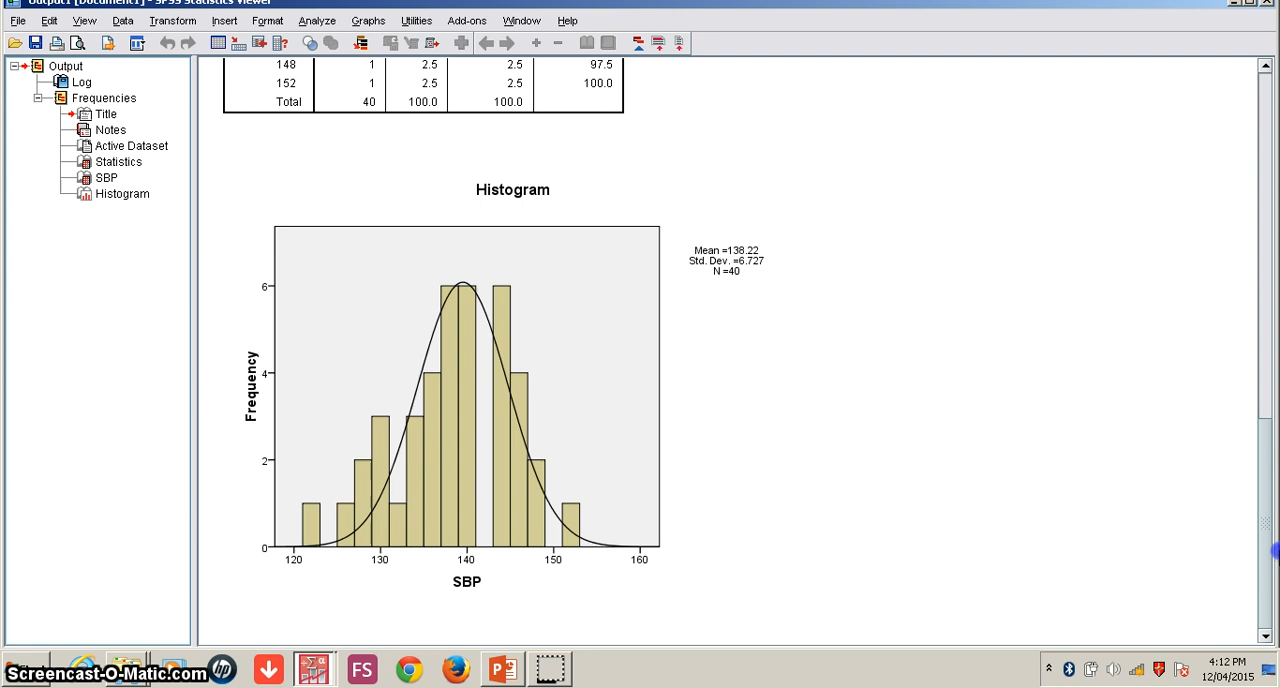 Output1 [Document1] - SPSS Statistics Viewer
File Edit View Data Transform Insert Format Analyze Graphs Utilities Add-ons Window Help
Output
Log
Frequencies
Title
Notes
Active Dataset
Statistics
SBP
Histogram
148 1 2.5 2.5 97.5
152 1 2.5 2.5 100.0
Total 40 100.0 100.0
Histogram
Mean =138.22
Std. Dev. =6.727
N =40
Frequency
6
4
2
0
120 130 140 150 160
SBP
Screencast-O-Matic.com
hp
FS
P
4:12 PM
12/04/2015